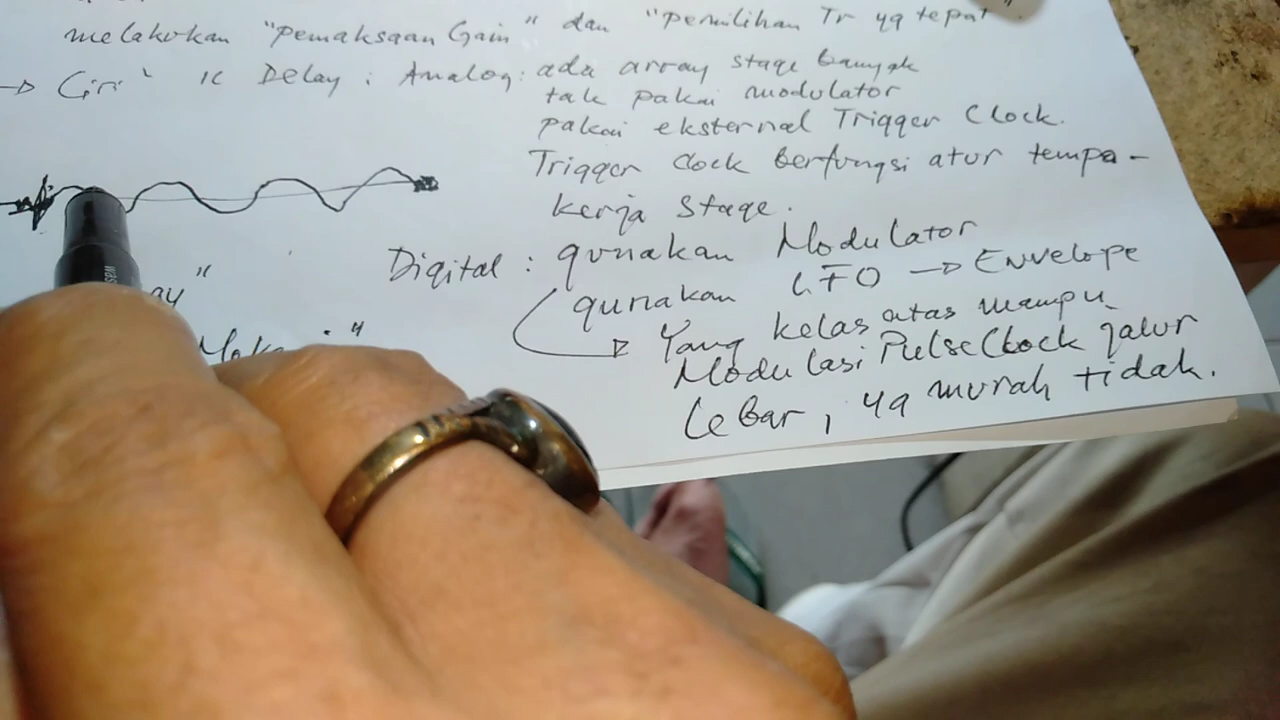 melakukan "pemaksaan Gain" dan "pemilihan Tr yg tepat".
→ Ciri² IC Delay : Analog : ada array stage banyak
tak pakai modulator
pakai eksternal Trigger Clock.
Trigger clock berfungsi atur tempo
kerja stage.
Digital : gunakan Modulator
gunakan LFO → Envelope
Yang kelas atas mampu
Modulasi PulseClock jalur
lebar, yg murah tidak.